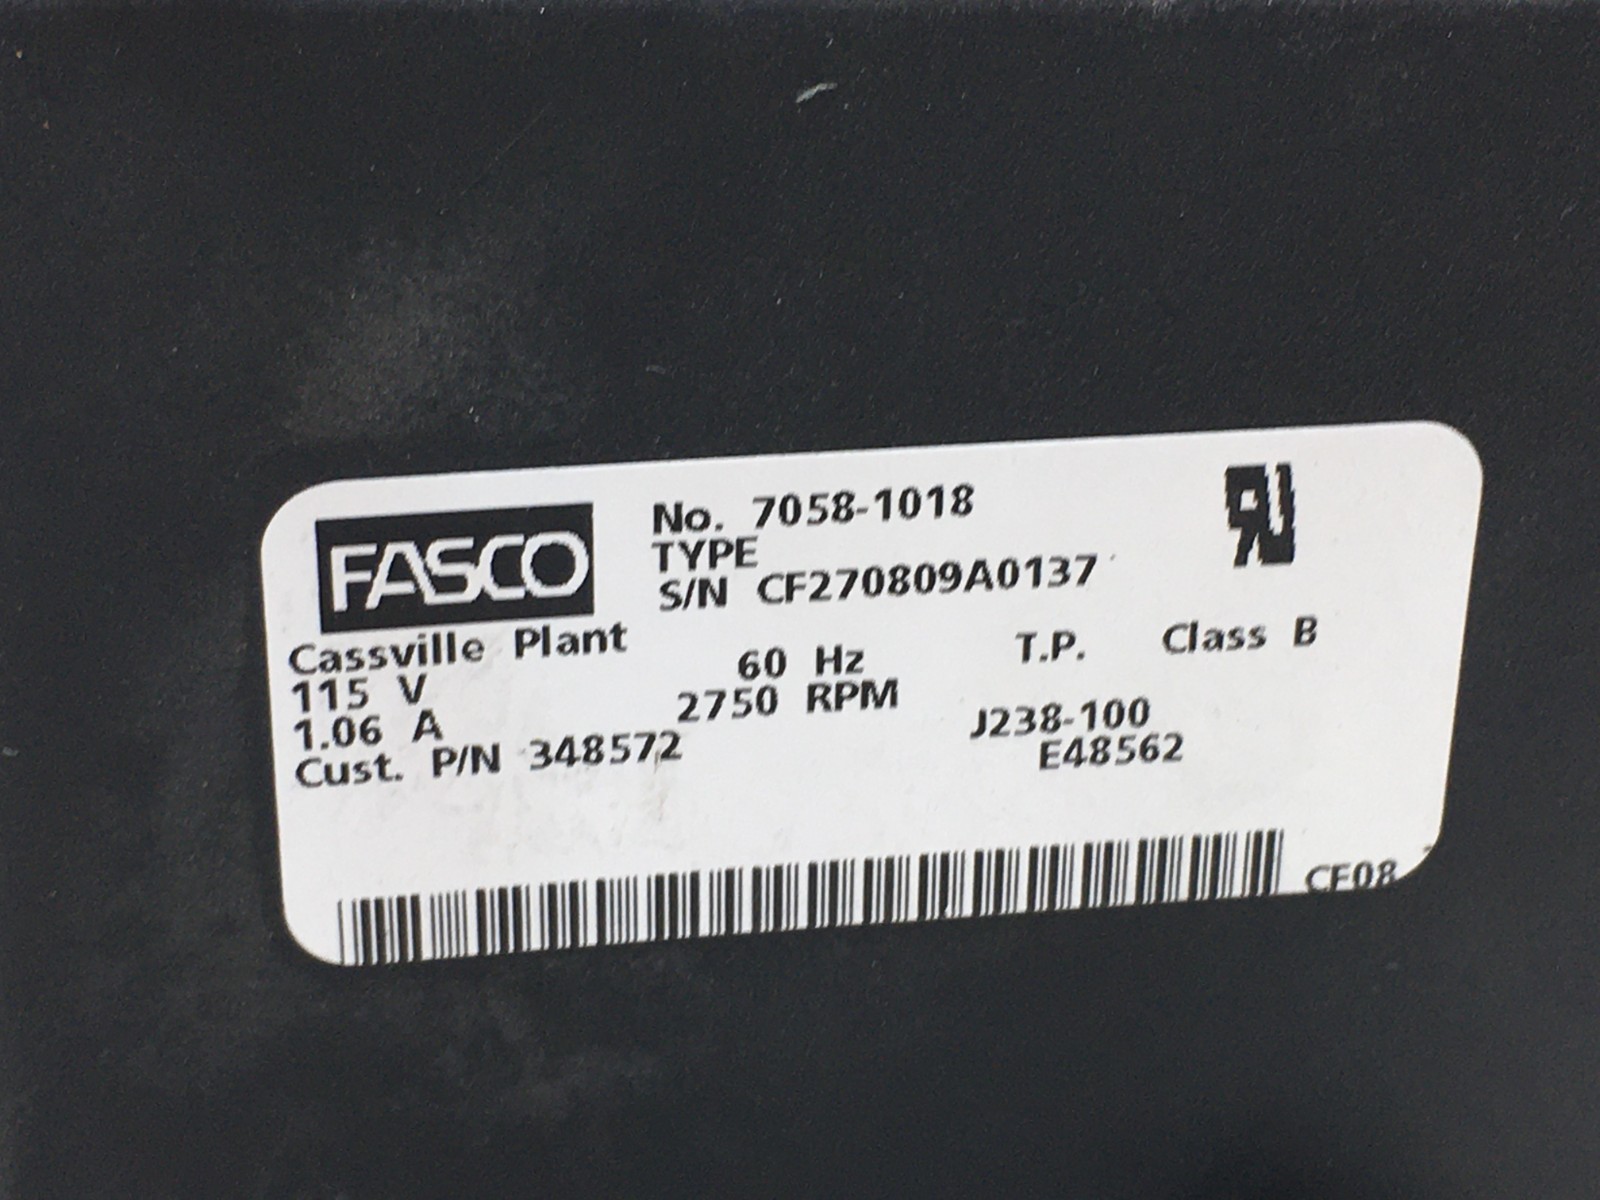 FASCO
No. 7058-1018
TYPE
S/N CF270809A0137
Cassville Plant
60 Hz
T.P.
Class B
115 V
2750 RPM
1.06 A
J238-100
Cust. P/N 348572
E48562
CF08